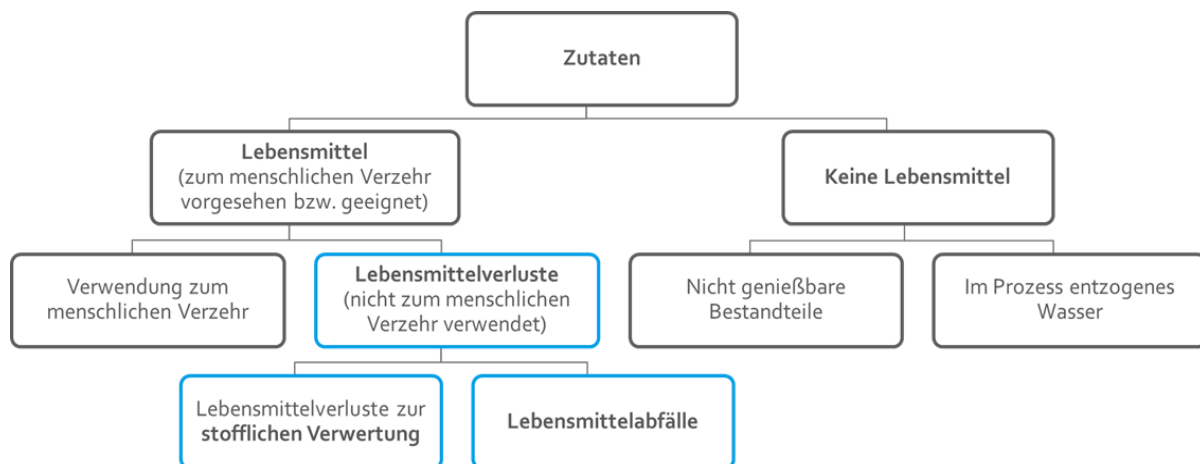 Zutaten
Lebensmittel
(zum menschlichen Verzehr
vorgesehen bzw. geeignet)
Keine Lebensmittel
Verwendung zum
menschlichen Verzehr
Lebensmittelverluste
(nicht zum menschlichen
Verzehr verwendet)
Nicht genießbare
Bestandteile
Im Prozess entzogenes
Wasser
Lebensmittelverluste zur
stofflichen Verwertung
Lebensmittelabfälle